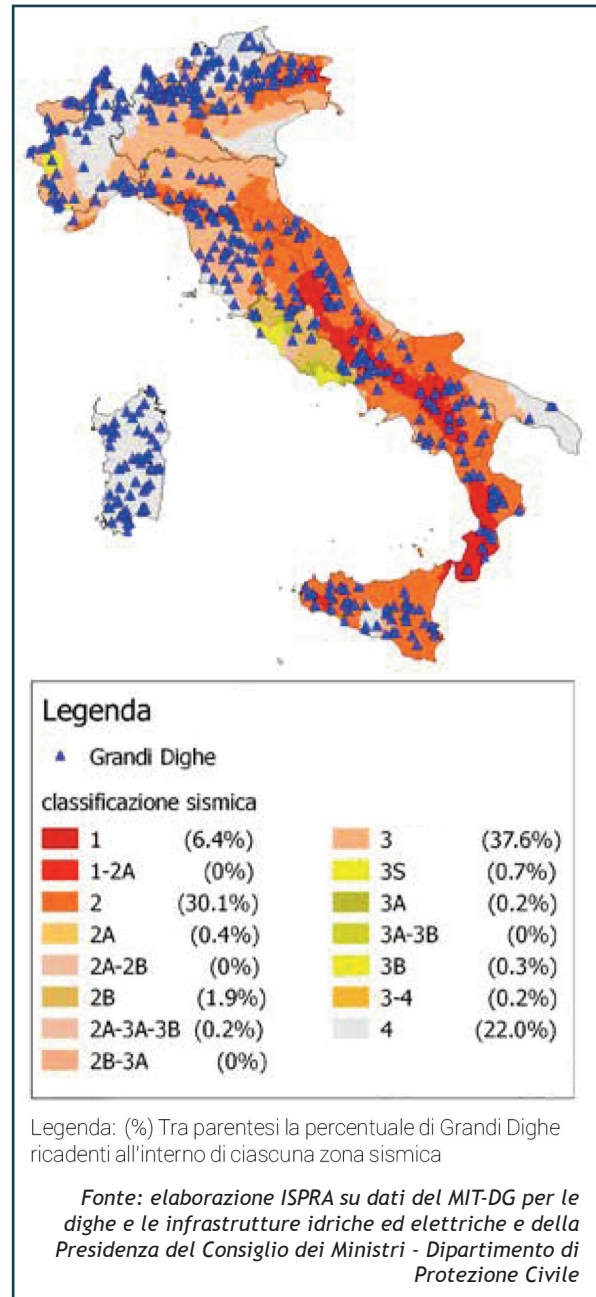 Legenda
Grandi Dighe
classificazione sismica
1 (6.4%)
1-2A (0%)
2 (30.1%)
2A (0.4%)
2A-2B (0%)
2B (1.9%)
2A-3A-3B (0.2%)
2B-3A (0%)
3 (37.6%)
3S (0.7%)
3A (0.2%)
3A-3B (0%)
3B (0.3%)
3-4 (0.2%)
4 (22.0%)
Legenda: (%) Tra parentesi la percentuale di Grandi Dighe
ricadenti all'interno di ciascuna zona sismica
Fonte: elaborazione ISPRA su dati del MIT-DG per le
dighe e le infrastrutture idriche ed elettriche e della
Presidenza del Consiglio dei Ministri - Dipartimento di
Protezione Civile